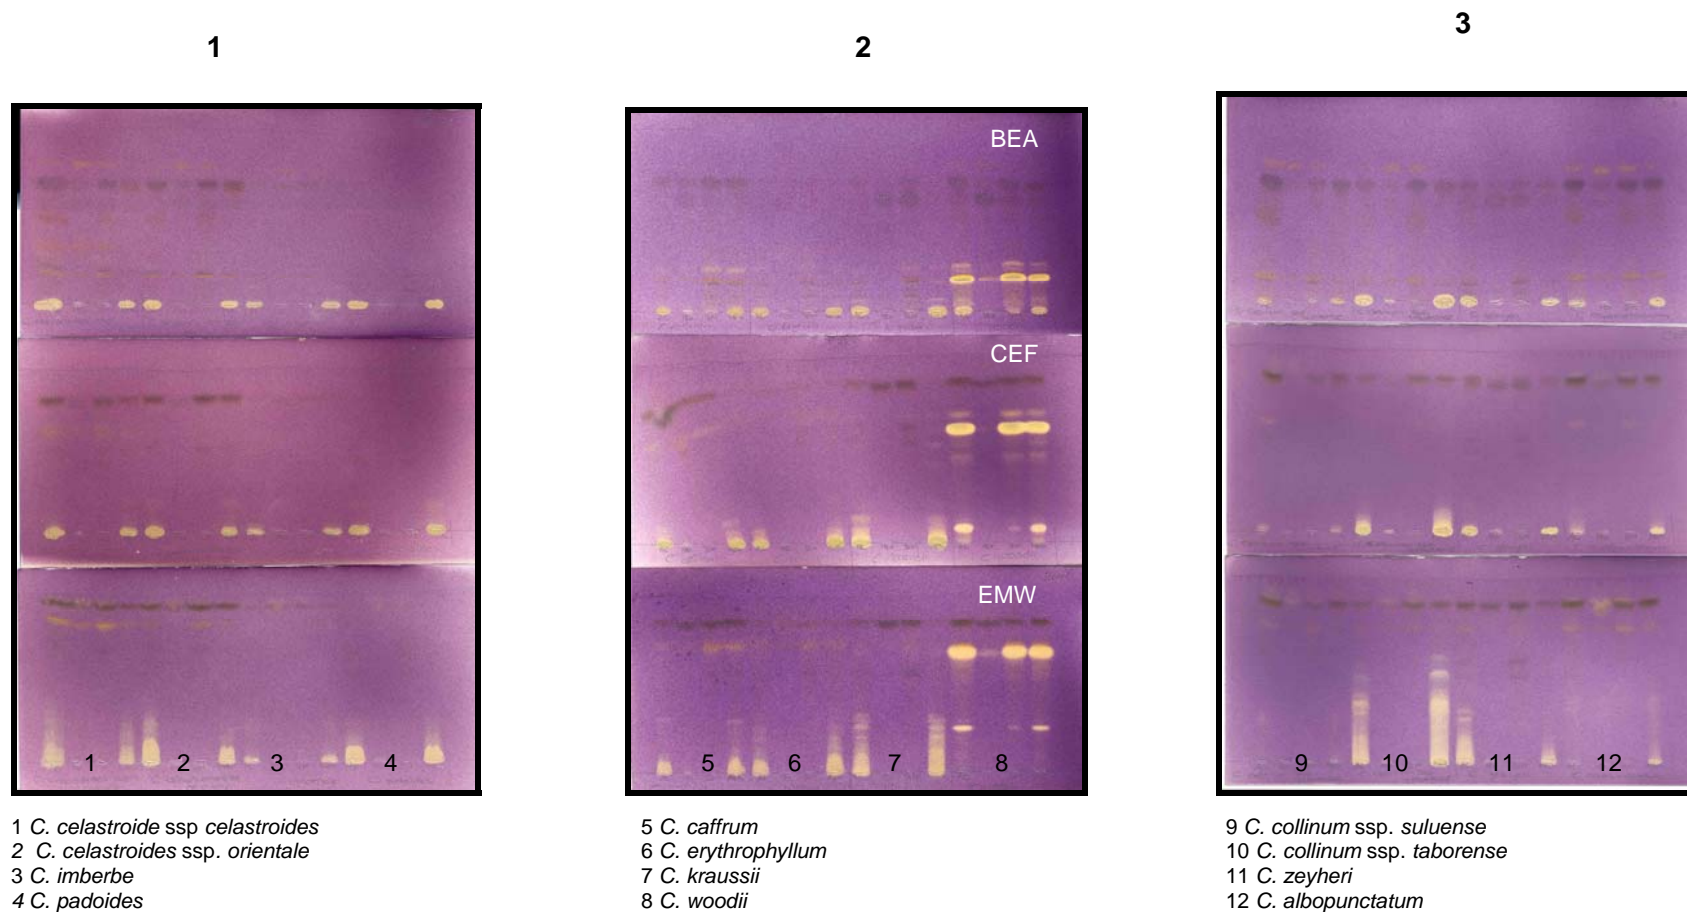 1
2
3
BEA
CEF
EMW
1 2 3 4
5 6 7 8
9 10 11 12
1 C. celastroide ssp celastroides
2 C. celastroides ssp. orientale
3 C. imberbe
4 C. padoides
5 C. caffrum
6 C. erythrophyllum
7 C. kraussii
8 C. woodii
9 C. collinum ssp. suluense
10 C. collinum ssp. taborense
11 C. zeyheri
12 C. albopunctatum